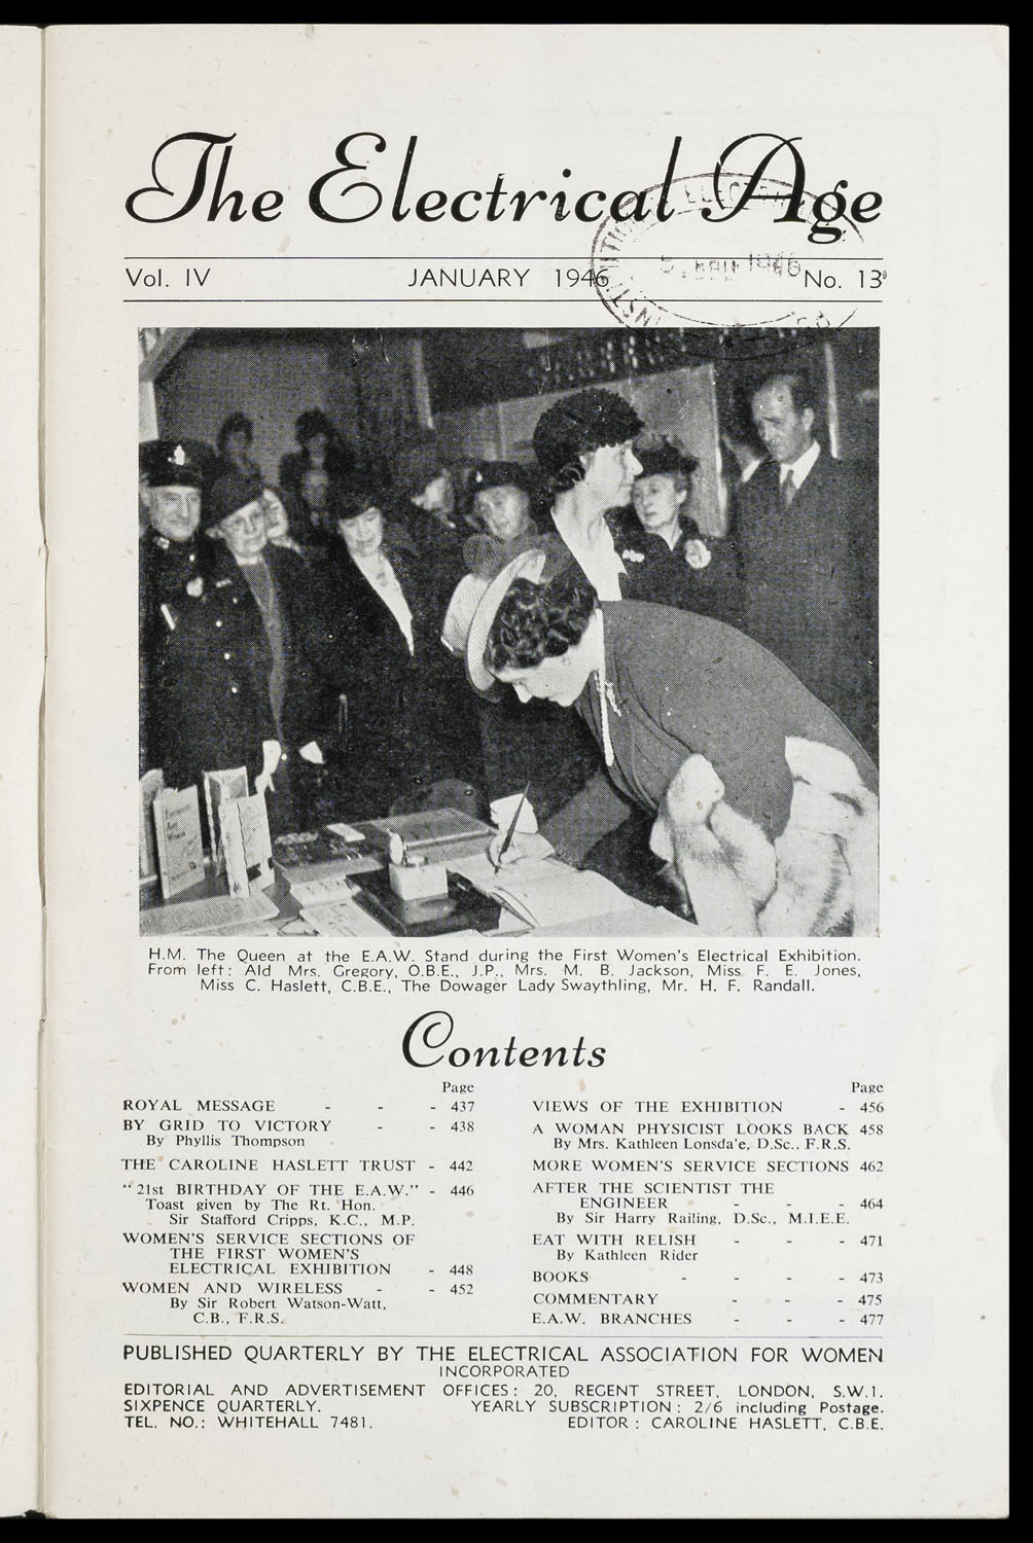 The Electrical Age
Vol. IV JANUARY 1946 No. 13
H.M. The Queen at the E.A.W. Stand during the First Women's Electrical Exhibition.
From left: Ald Mrs. Gregory, O.B.E., J.P., Mrs. M. B. Jackson, Miss F. E. Jones,
Miss C. Haslett, C.B.E., The Dowager Lady Swaythling, Mr. H. F. Randall.
Contents
Page
ROYAL MESSAGE - - - 437
BY GRID TO VICTORY - - 438
By Phyllis Thompson
THE CAROLINE HASLETT TRUST - 442
"21st BIRTHDAY OF THE E.A.W." - 446
Toast given by The Rt. Hon.
Sir Stafford Cripps, K.C., M.P.
WOMEN'S SERVICE SECTIONS OF
THE FIRST WOMEN'S
ELECTRICAL EXHIBITION - 448
WOMEN AND WIRELESS - - 452
By Sir Robert Watson-Watt,
C.B., F.R.S.
Page
VIEWS OF THE EXHIBITION - 456
A WOMAN PHYSICIST LOOKS BACK 458
By Mrs. Kathleen Lonsda'e, D.Sc., F.R.S.
MORE WOMEN'S SERVICE SECTIONS 462
AFTER THE SCIENTIST THE
ENGINEER - - - 464
By Sir Harry Railing, D.Sc., M.I.E.E.
EAT WITH RELISH - - - 471
By Kathleen Rider
BOOKS - - - - 473
COMMENTARY - - - 475
E.A.W. BRANCHES - - - 477
PUBLISHED QUARTERLY BY THE ELECTRICAL ASSOCIATION FOR WOMEN
INCORPORATED
EDITORIAL AND ADVERTISEMENT OFFICES: 20, REGENT STREET, LONDON, S.W.1.
SIXPENCE QUARTERLY. YEARLY SUBSCRIPTION: 2/6 including Postage.
TEL. NO.: WHITEHALL 7481. EDITOR: CAROLINE HASLETT, C.B.E.